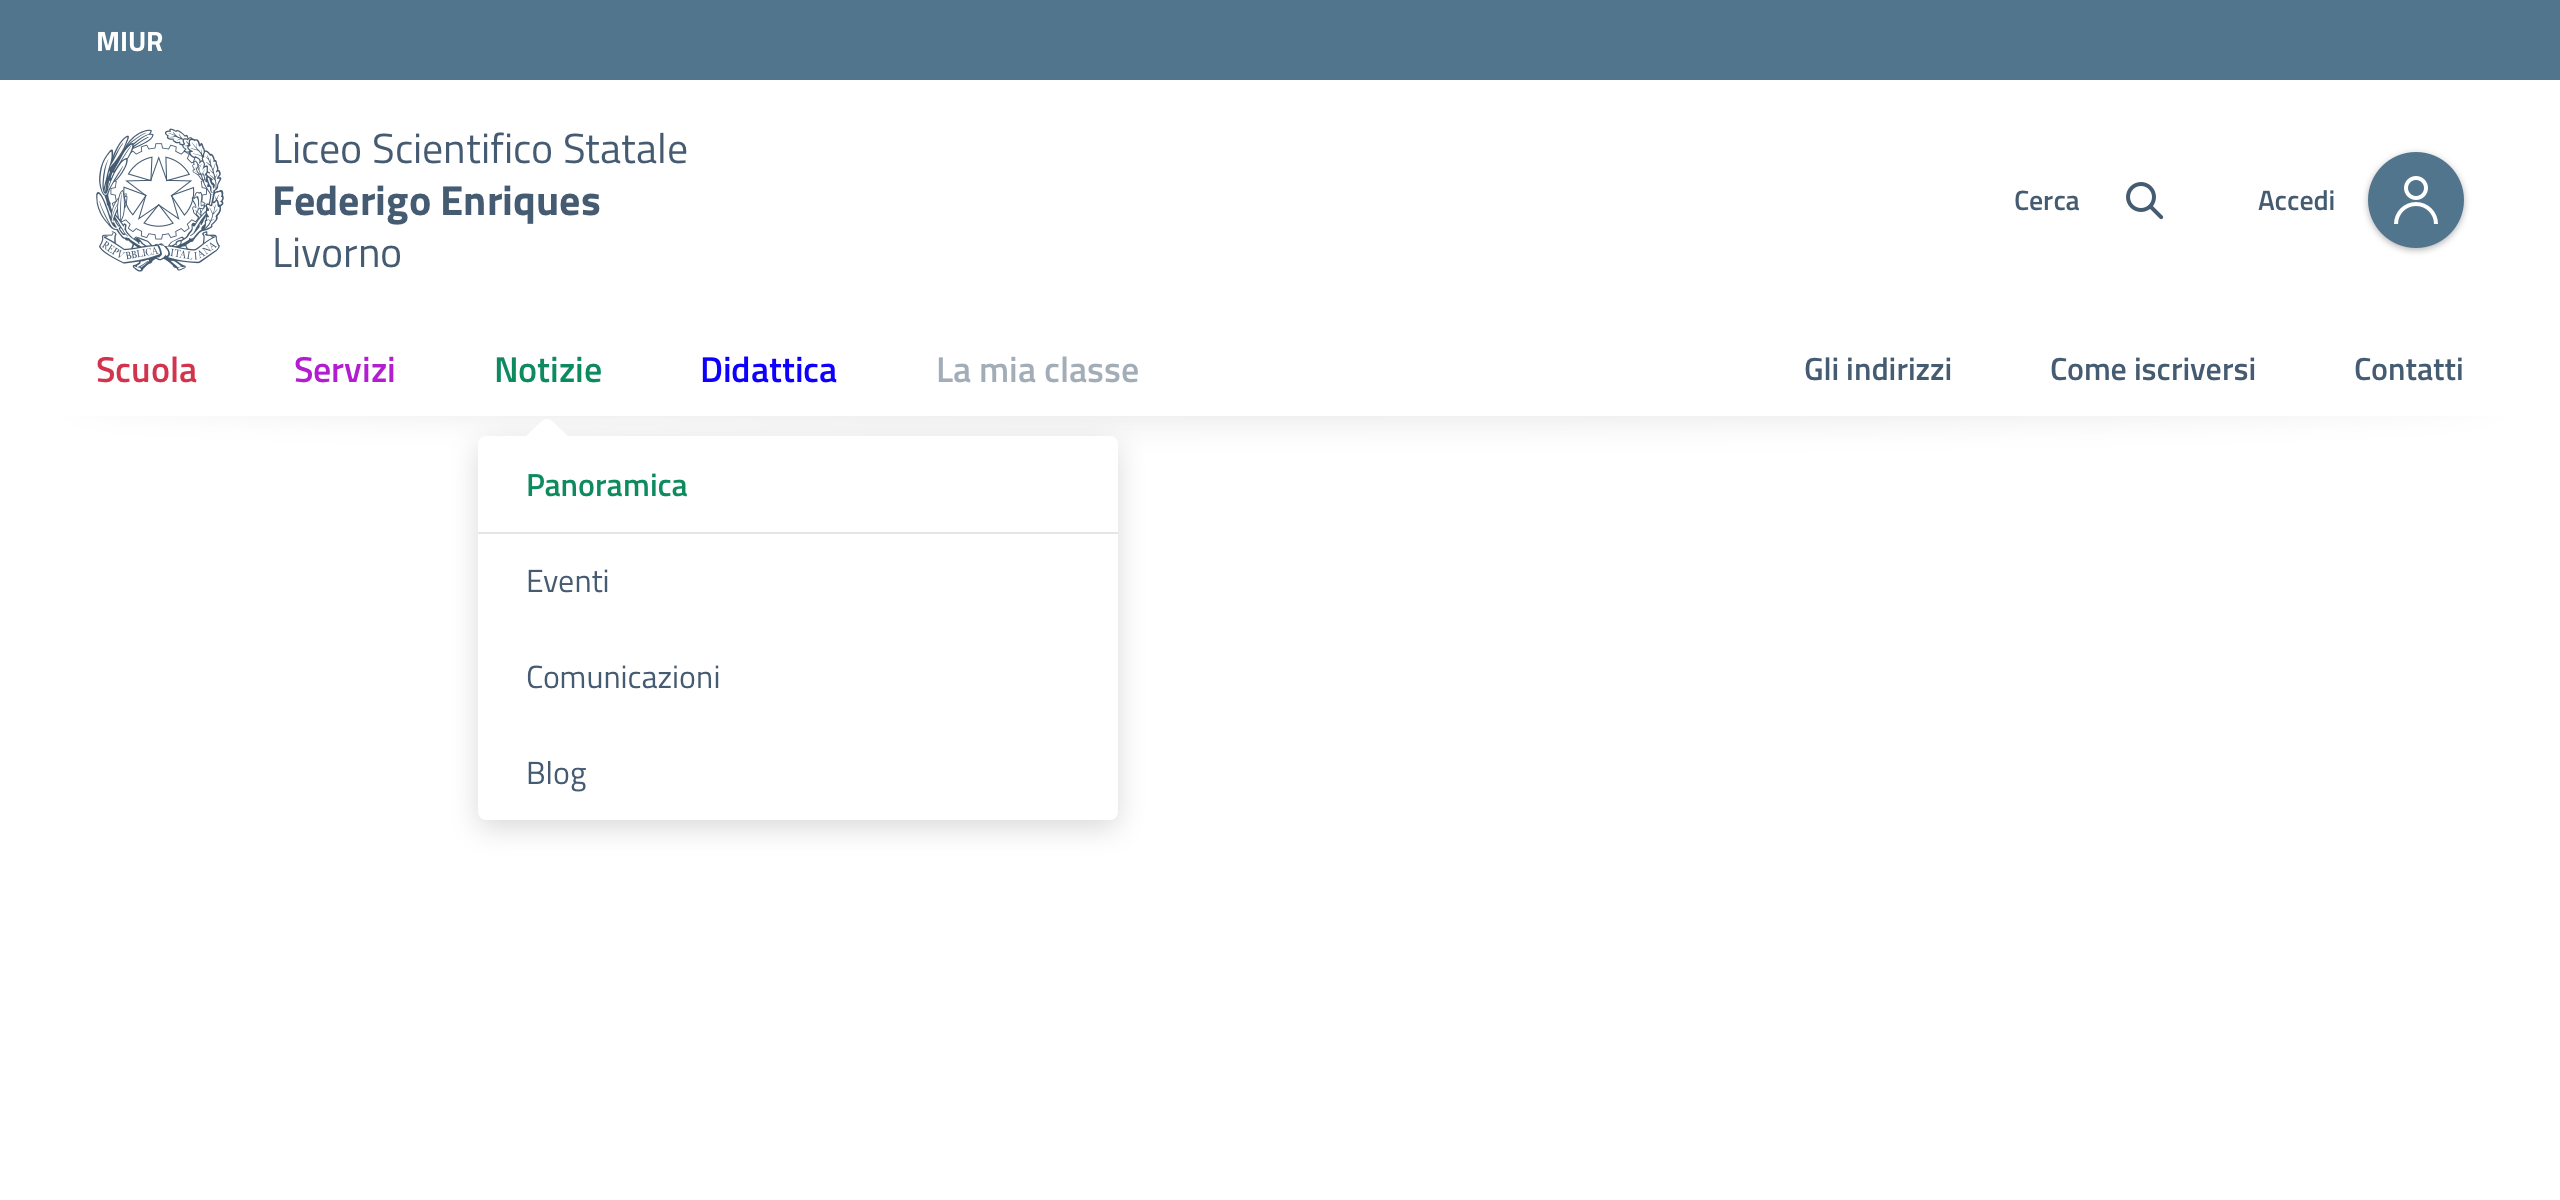 MIUR
Liceo Scientifico Statale
Federigo Enriques
Livorno
REPVBBLICA ITALIANA
Cerca
Accedi
Scuola
Servizi
Notizie
Didattica
La mia classe
Gli indirizzi
Come iscriversi
Contatti
Panoramica
Eventi
Comunicazioni
Blog